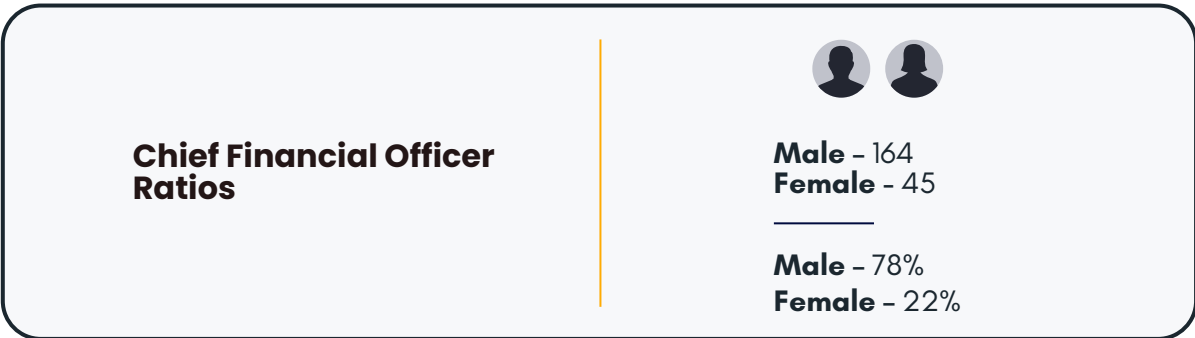 Chief Financial Officer
Ratios
Male – 164
Female - 45
Male – 78%
Female – 22%